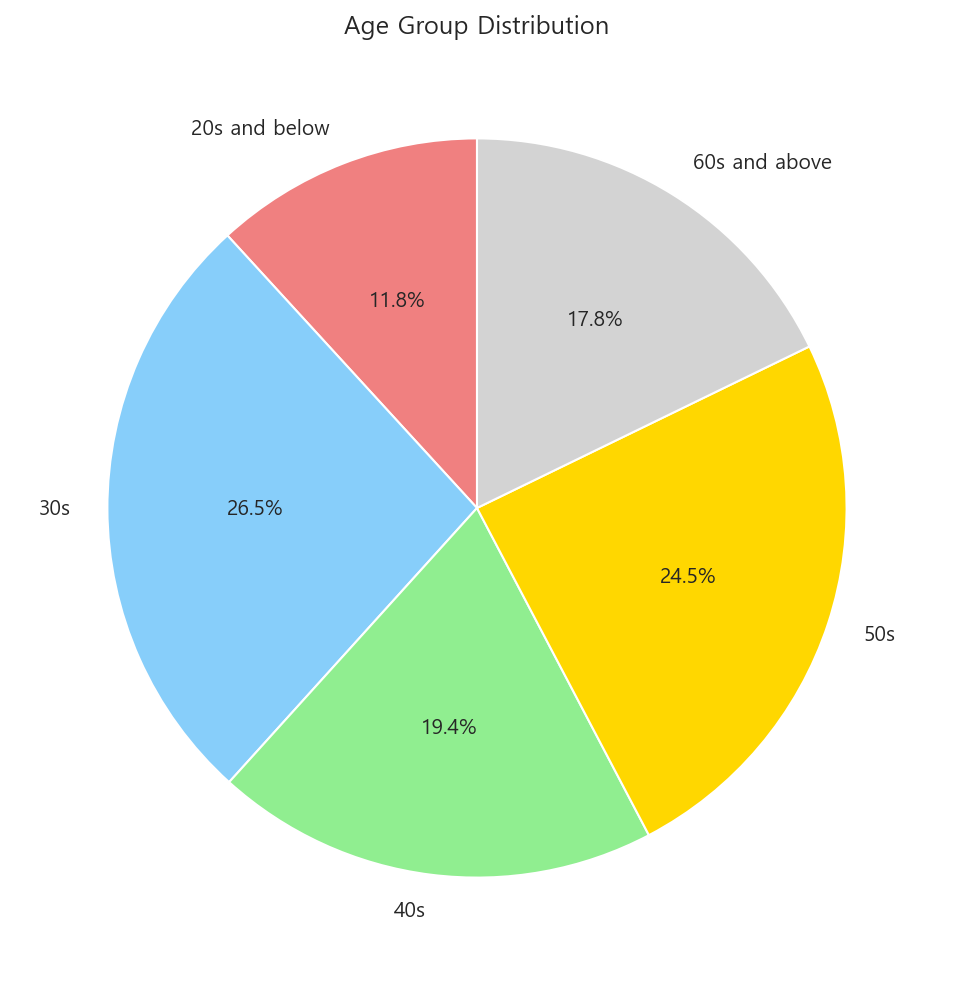 Age Group Distribution
20s and below
60s and above
11.8%
17.8%
30s
26.5%
24.5%
50s
19.4%
40s